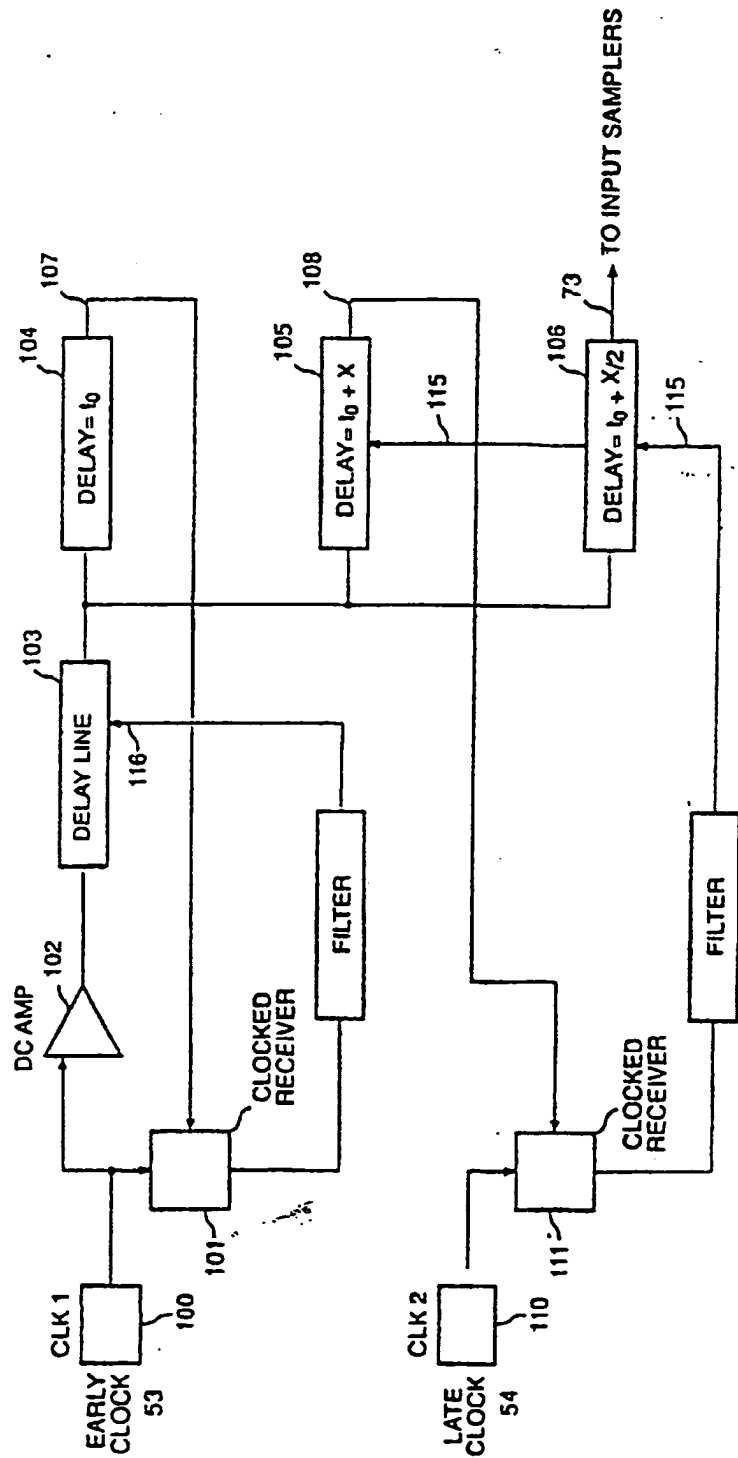 EARLY
CLOCK
53
CLK 1
100
DC AMP
102
101
CLOCKED
RECEIVER
FILTER
116
DELAY LINE
103
DELAY= t0
104
107
LATE
CLOCK
54
CLK 2
110
111
CLOCKED
RECEIVER
FILTER
DELAY= t0 + X
105
108
115
DELAY= t0 + X/2
106
115
73
TO INPUT SAMPLERS